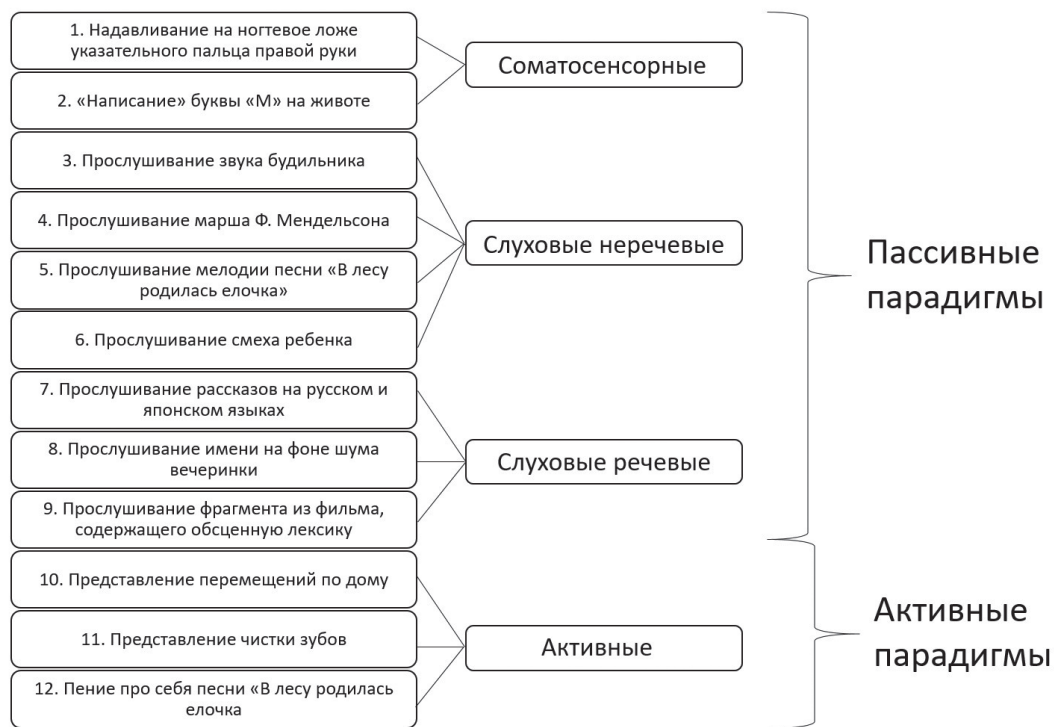 1. Надавливание на ногтевое ложе
указательного пальца правой руки
2. «Написание» буквы «М» на животе
Соматосенсорные
3. Прослушивание звука будильника
4. Прослушивание марша Ф. Мендельсона
5. Прослушивание мелодии песни «В лесу
родилась елочка»
6. Прослушивание смеха ребенка
Слуховые неречевые
7. Прослушивание рассказов на русском и
японском языках
8. Прослушивание имени на фоне шума
вечеринки
9. Прослушивание фрагмента из фильма,
содержащего обсценную лексику
Слуховые речевые
Пассивные
парадигмы
10. Представление перемещений по дому
11. Представление чистки зубов
12. Пение про себя песни «В лесу родилась
елочка
Активные
Активные
парадигмы